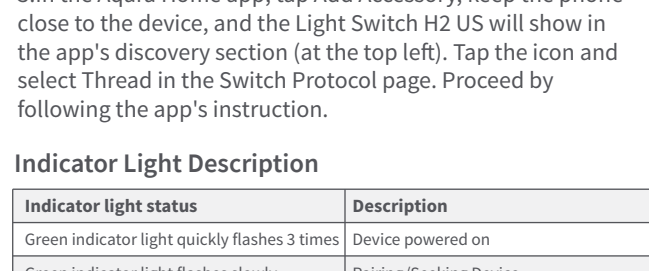 in the Aqara Home app, tap Add Accessory, keep the phone
close to the device, and the Light Switch H2 US will show in
the app's discovery section (at the top left). Tap the icon and
select Thread in the Switch Protocol page. Proceed by
following the app's instruction.
Indicator Light Description
Indicator light status Description
Green indicator light quickly flashes 3 times Device powered on
Green indicator light flashes slowly Pairing/Seeking Device